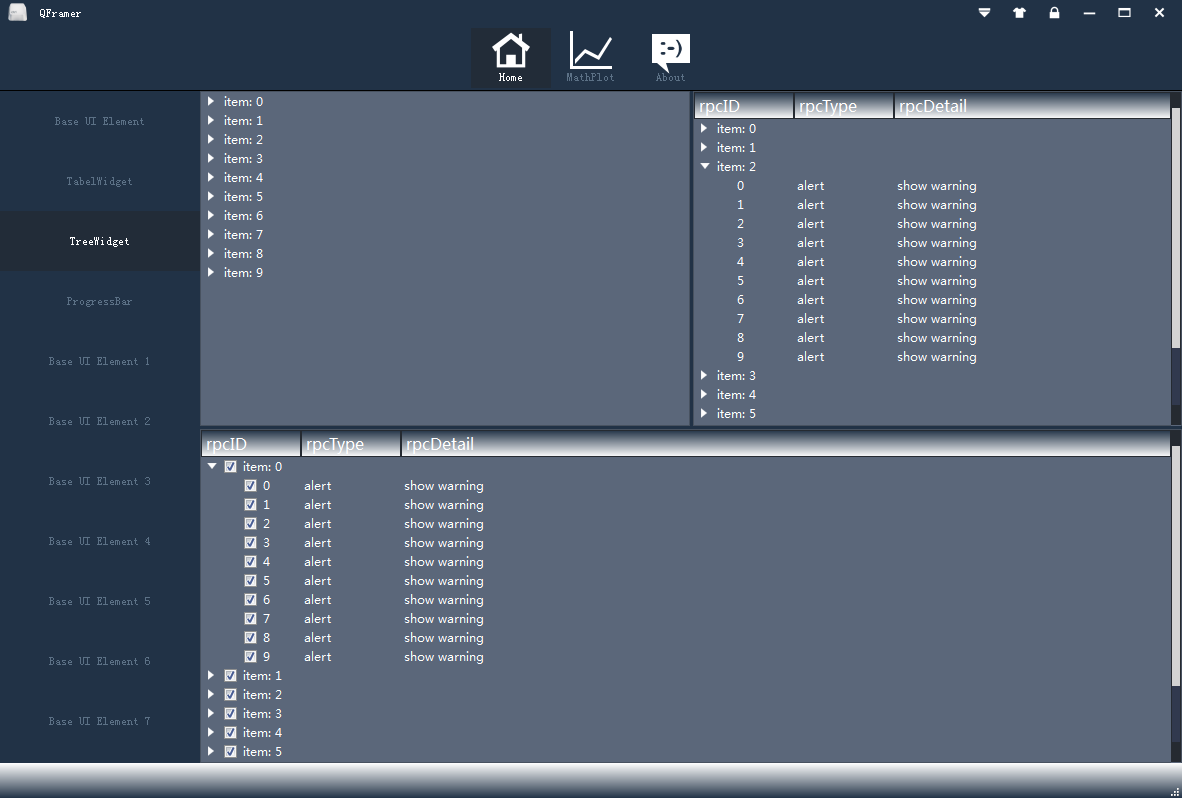 QFramer
:-)
Home
MathPlot
About
Base UI Element
TabelWidget
TreeWidget
ProgressBar
Base UI Element 1
Base UI Element 2
Base UI Element 3
Base UI Element 4
Base UI Element 5
Base UI Element 6
Base UI Element 7
item: 0
item: 1
item: 2
item: 3
item: 4
item: 5
item: 6
item: 7
item: 8
item: 9
rpcID rpcType rpcDetail
item: 0
item: 1
item: 2
0 alert show warning
1 alert show warning
2 alert show warning
3 alert show warning
4 alert show warning
5 alert show warning
6 alert show warning
7 alert show warning
8 alert show warning
9 alert show warning
item: 3
item: 4
item: 5
rpcID rpcType rpcDetail
item: 0
0 alert show warning
1 alert show warning
2 alert show warning
3 alert show warning
4 alert show warning
5 alert show warning
6 alert show warning
7 alert show warning
8 alert show warning
9 alert show warning
item: 1
item: 2
item: 3
item: 4
item: 5